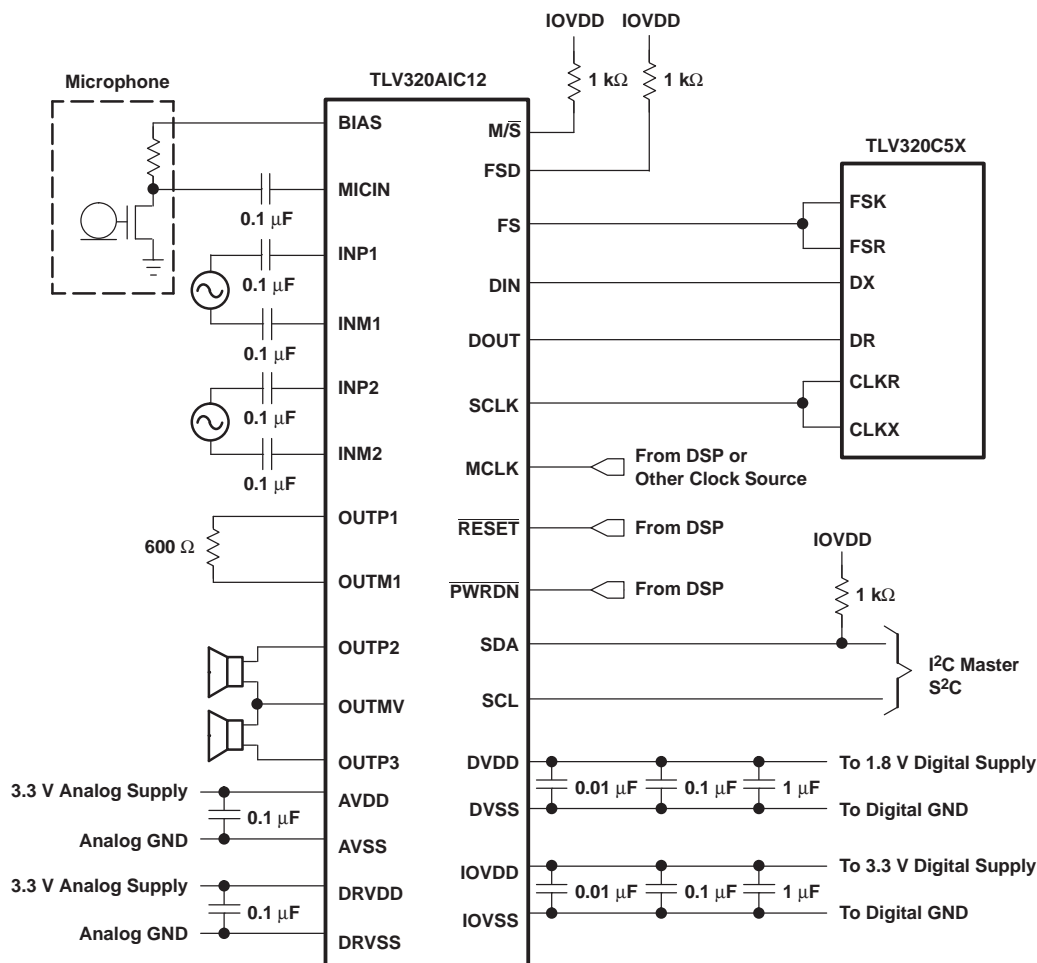 IOVDD
IOVDD
1 kΩ
1 kΩ
Microphone
TLV320AIC12
TLV320C5X
BIAS
M/S̅
FSD
MICIN
0.1 μF
FS
FSK
FSR
INP1
0.1 μF
DIN
DX
INM1
0.1 μF
DOUT
DR
INP2
0.1 μF
SCLK
CLKR
CLKX
INM2
0.1 μF
MCLK
From DSP or
Other Clock Source
OUTP1
600 Ω
OUTM1
R̅E̅S̅E̅T̅
From DSP
P̅W̅R̅D̅N̅
From DSP
IOVDD
1 kΩ
OUTP2
OUTMV
OUTP3
SDA
SCL
I²C Master
S²C
DVDD
0.01 μF
0.1 μF
1 μF
To 1.8 V Digital Supply
DVSS
To Digital GND
3.3 V Analog Supply
AVDD
0.1 μF
Analog GND
AVSS
IOVDD
0.01 μF
0.1 μF
1 μF
To 3.3 V Digital Supply
IOVSS
To Digital GND
3.3 V Analog Supply
DRVDD
0.1 μF
Analog GND
DRVSS